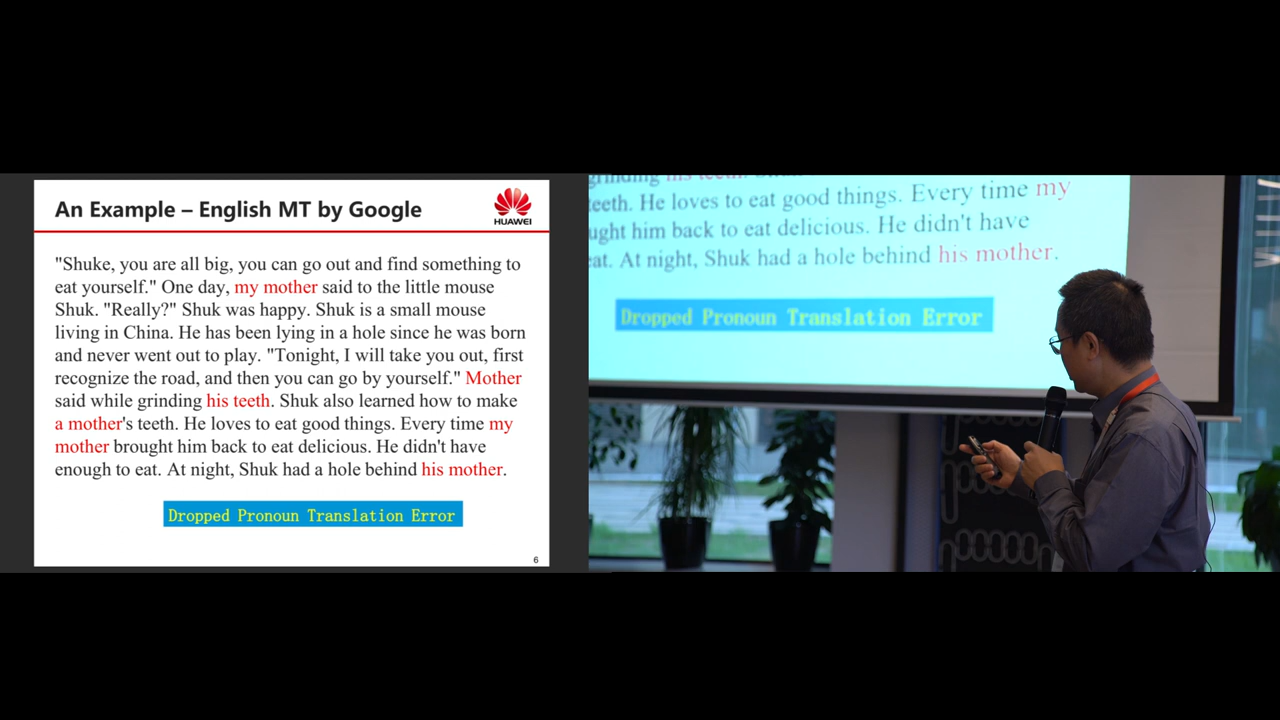 An Example – English MT by Google
HUAWEI
"Shuke, you are all big, you can go out and find something to
eat yourself." One day, my mother said to the little mouse
Shuk. "Really?" Shuk was happy. Shuk is a small mouse
living in China. He has been lying in a hole since he was born
and never went out to play. "Tonight, I will take you out, first
recognize the road, and then you can go by yourself." Mother
said while grinding his teeth. Shuk also learned how to make
a mother's teeth. He loves to eat good things. Every time my
mother brought him back to eat delicious. He didn't have
enough to eat. At night, Shuk had a hole behind his mother.
Dropped Pronoun Translation Error
6
grinding his teeth.
teeth. He loves to eat good things. Every time my
ught him back to eat delicious. He didn't have
eat. At night, Shuk had a hole behind his mother.
Dropped Pronoun Translation Error